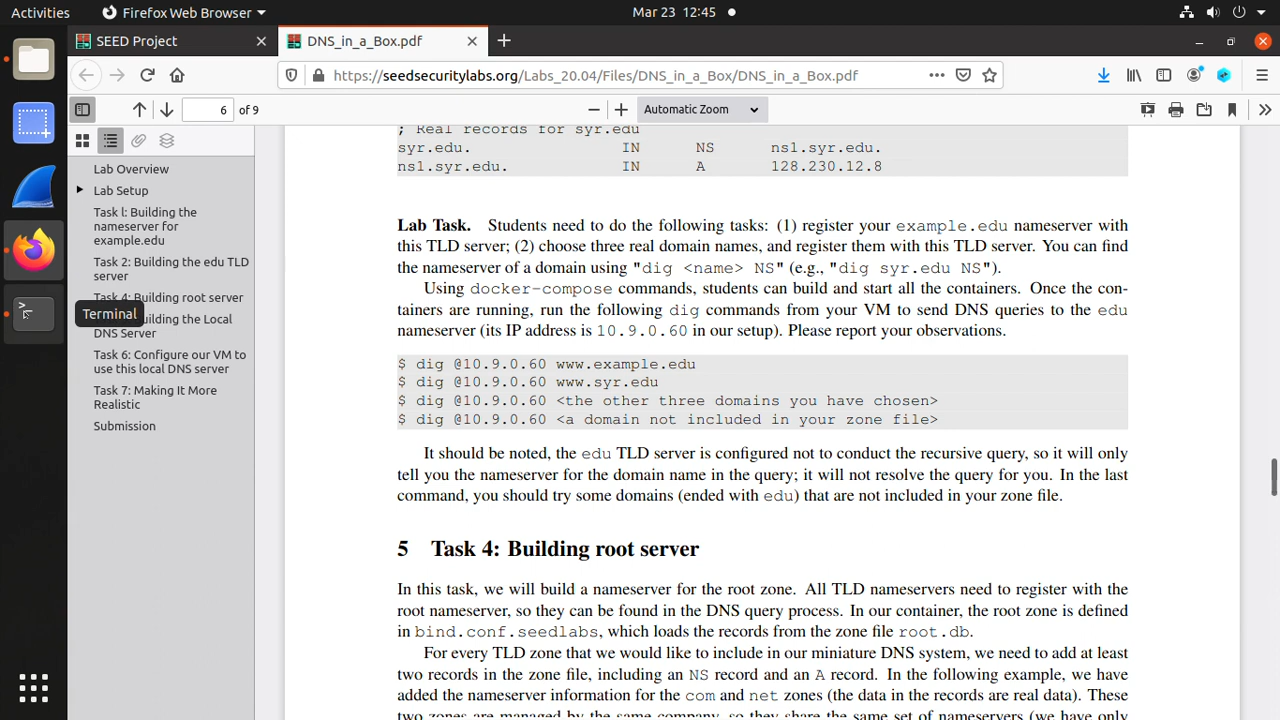 Activities
Firefox Web Browser
Mar 23 12:45
SEED Project
DNS_in_a_Box.pdf
https://seedsecuritylabs.org/Labs_20.04/Files/DNS_in_a_Box/DNS_in_a_Box.pdf
6 of 9
Automatic Zoom
Lab Overview
Lab Setup
Task l: Building the
nameserver for
example.edu
Task 2: Building the edu TLD
server
Task 4: Building root server
Terminal
uilding the Local
DNS Server
Task 6: Configure our VM to
use this local DNS server
Task 7: Making It More
Realistic
Submission
; Real records for syr.edu
syr.edu. IN NS ns1.syr.edu.
ns1.syr.edu. IN A 128.230.12.8
Lab Task. Students need to do the following tasks: (1) register your example.edu nameserver with
this TLD server; (2) choose three real domain names, and register them with this TLD server. You can find
the nameserver of a domain using "dig <name> NS" (e.g., "dig syr.edu NS").
Using docker-compose commands, students can build and start all the containers. Once the con-
tainers are running, run the following dig commands from your VM to send DNS queries to the edu
nameserver (its IP address is 10.9.0.60 in our setup). Please report your observations.
$ dig @10.9.0.60 www.example.edu
$ dig @10.9.0.60 www.syr.edu
$ dig @10.9.0.60 <the other three domains you have chosen>
$ dig @10.9.0.60 <a domain not included in your zone file>
It should be noted, the edu TLD server is configured not to conduct the recursive query, so it will only
tell you the nameserver for the domain name in the query; it will not resolve the query for you. In the last
command, you should try some domains (ended with edu) that are not included in your zone file.
5 Task 4: Building root server
In this task, we will build a nameserver for the root zone. All TLD nameservers need to register with the
root nameserver, so they can be found in the DNS query process. In our container, the root zone is defined
in bind.conf.seedlabs, which loads the records from the zone file root.db.
For every TLD zone that we would like to include in our miniature DNS system, we need to add at least
two records in the zone file, including an NS record and an A record. In the following example, we have
added the nameserver information for the com and net zones (the data in the records are real data). These
two zones are managed by the same company, so they share the same set of nameservers (we have only